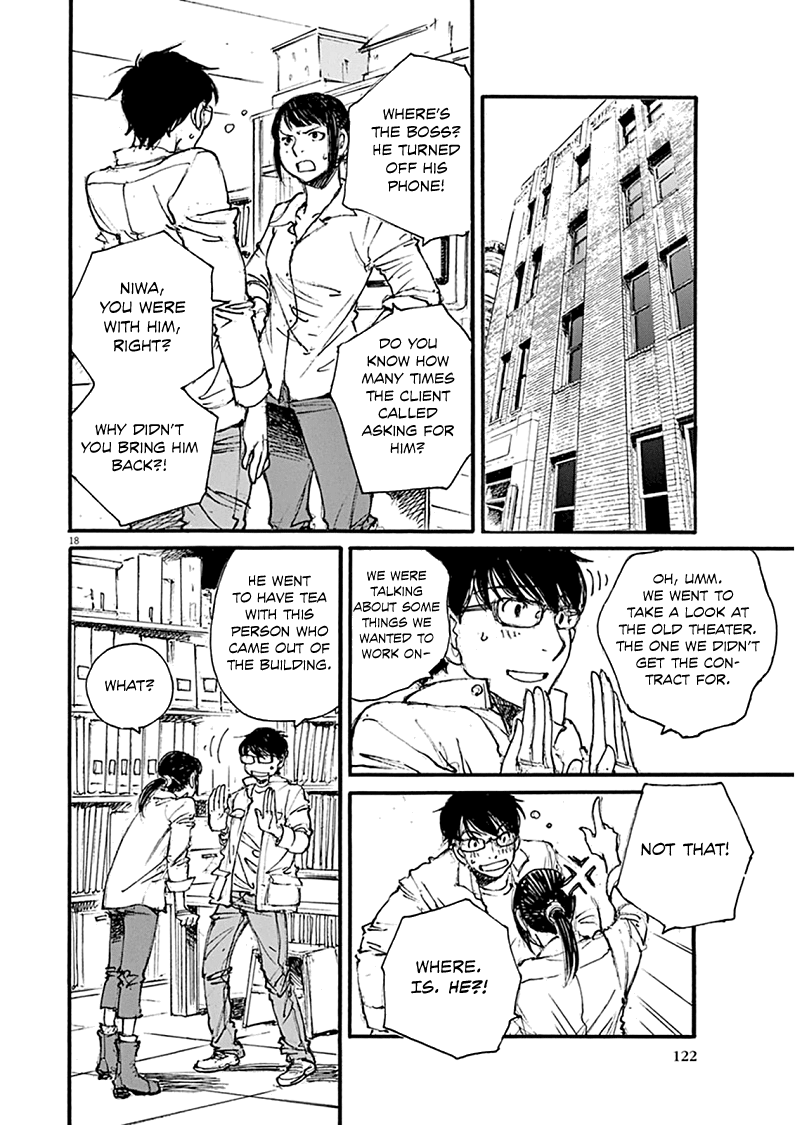 WHERE'S
THE BOSS?
HE TURNED
OFF HIS
PHONE!
DO YOU
KNOW HOW
MANY TIMES
THE CLIENT
CALLED
ASKING FOR
HIM?
NIWA,
YOU WERE
WITH HIM,
RIGHT?
WHY DIDN'T
YOU BRING HIM
BACK?!
18
OH, UMM.
WE WENT TO
TAKE A LOOK AT
THE OLD THEATER.
THE ONE WE DIDN'T
GET THE CON-
TRACT FOR.
WE WERE
TALKING
ABOUT SOME
THINGS WE
WANTED TO
WORK ON-
NOT THAT!
WHERE.
IS. HE?!
HE WENT
TO HAVE TEA
WITH THIS
PERSON WHO
CAME OUT OF
THE BUILDING.
WHAT?
122